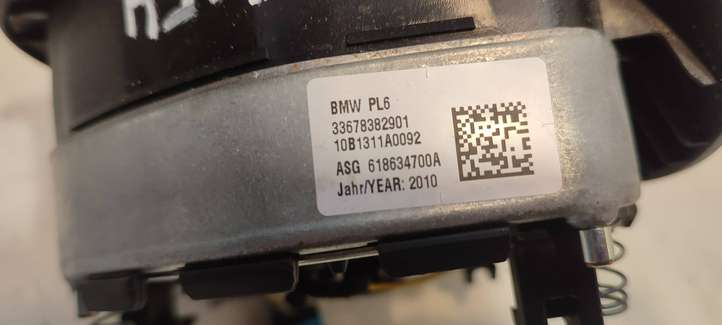 BMW PL6
33678382901
10B1311A0092
ASG 618634700A
Jahr/YEAR: 2010